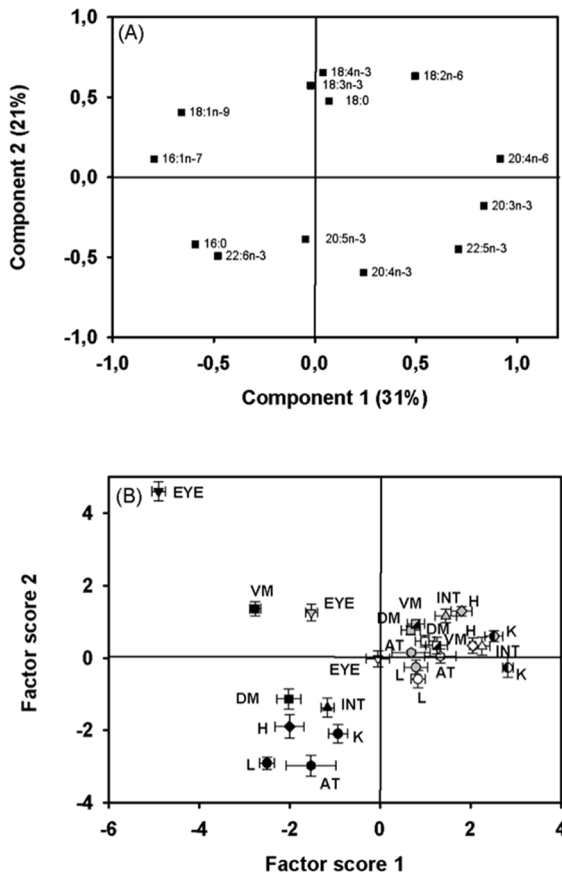 (A)
1,0
0,5
0,0
-0,5
-1,0
Component 2 (21%)
18:4n-3
18:2n-6
18:3n-3
18:0
18:1n-9
16:1n-7
20:4n-6
20:3n-3
16:0
20:5n-3
22:5n-3
22:6n-3
20:4n-3
-1,0 -0,5 0,0 0,5 1,0
Component 1 (31%)
(B)
4
2
0
-2
-4
Factor score 2
EYE
VM
EYE
INT H
VM
DM
DM H K
AT VM
INT
EYE
AT
L K
L
DM
INT
H
K
L
AT
-6 -4 -2 0 2 4
Factor score 1